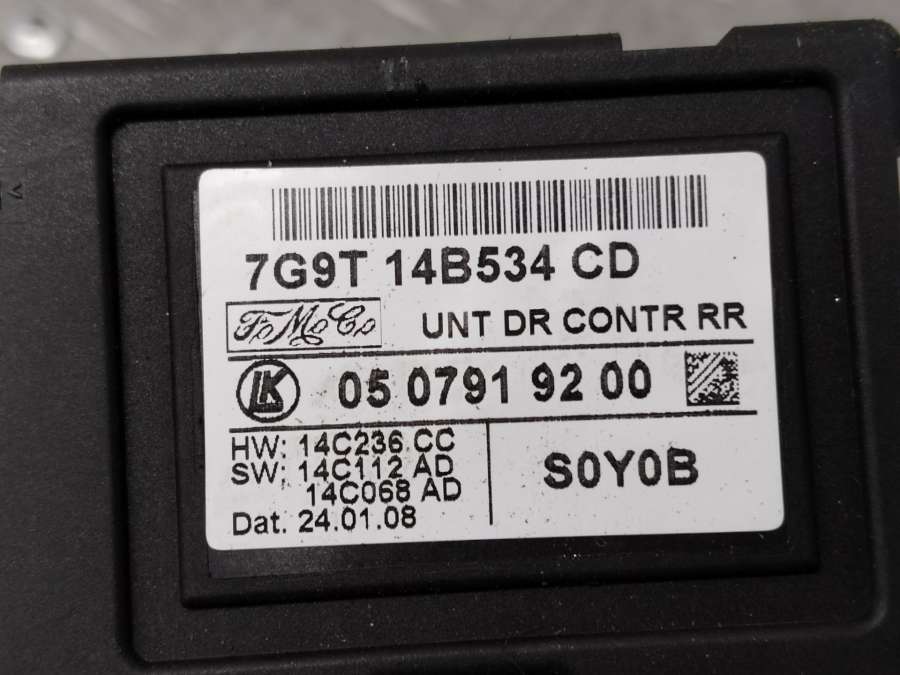 7G9T 14B534 CD
FoMoCo UNT DR CONTR RR
LK 05 0791 92 00
HW: 14C236 CC
SW: 14C112 AD
14C068 AD
Dat. 24.01.08
S0Y0B